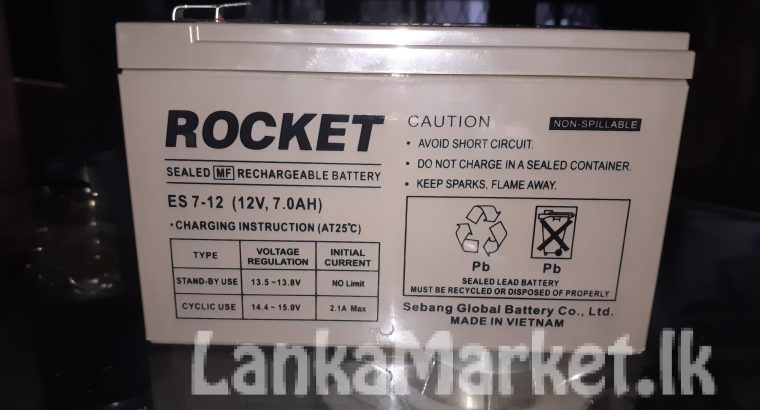 ROCKET
SEALED MF RECHARGEABLE BATTERY
ES 7-12 (12V, 7.0AH)
·CHARGING INSTRUCTION (AT25℃)
TYPE VOLTAGE REGULATION INITIAL CURRENT
STAND-BY USE 13.5~13.8V NO Limit
CYCLIC USE 14.4~15.0V 2.1A Max
CAUTION NON-SPILLABLE
• AVOID SHORT CIRCUIT.
• DO NOT CHARGE IN A SEALED CONTAINER.
• KEEP SPARKS, FLAME AWAY.
Pb Pb
SEALED LEAD BATTERY
MUST BE RECYCLED OR DISPOSED OF PROPERLY
Sebang Global Battery Co., Ltd.
MADE IN VIETNAM
LankaMarket.lk